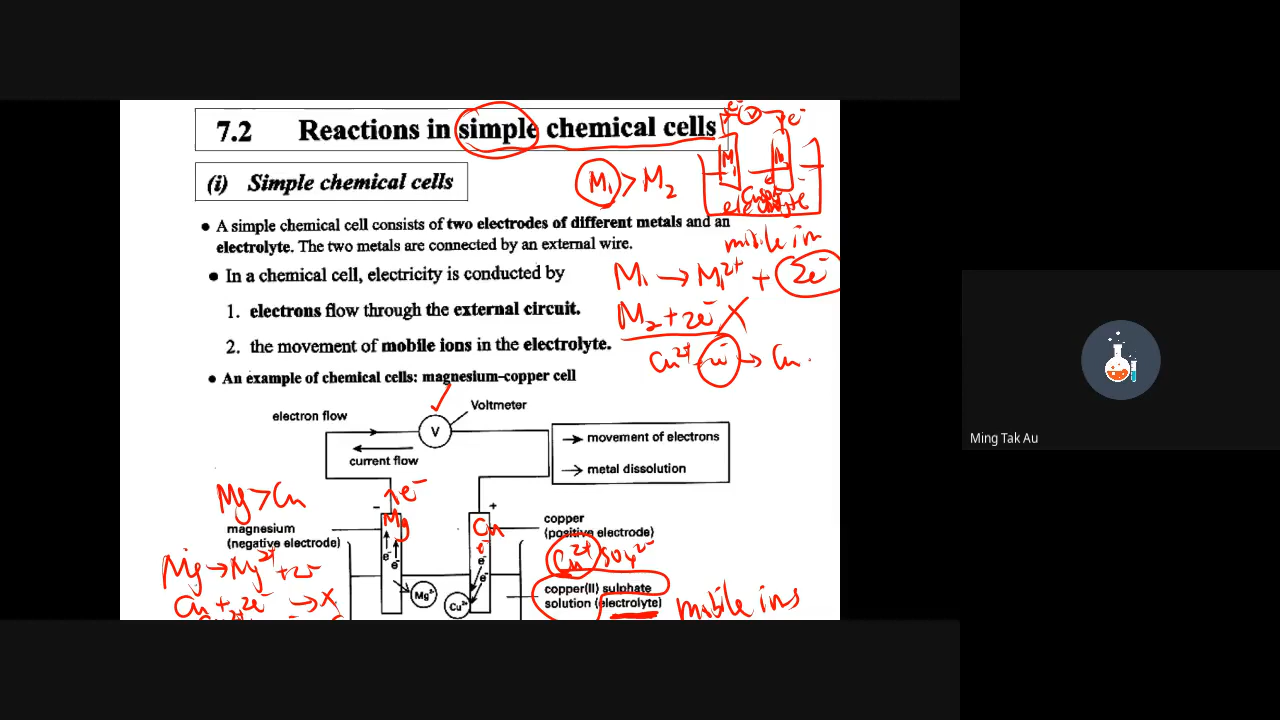 7.2 Reactions in simple chemical cells
e⁻ V e⁻
M₁
(i) Simple chemical cells
M₁ > M₂
electrolyte
• A simple chemical cell consists of two electrodes of different metals and an
electrolyte. The two metals are connected by an external wire.
mobile ion
• In a chemical cell, electricity is conducted by
M₁ → M₁²⁺ + 2e⁻
1. electrons flow through the external circuit.
M₂ + 2e⁻ X
2. the movement of mobile ions in the electrolyte.
Cu²⁺ → Cu
• An example of chemical cells: magnesium-copper cell
electron flow
Voltmeter
V
current flow
→ movement of electrons
→ metal dissolution
Mg > Cu
e⁻
− +
Mg Cu
magnesium
(negative electrode)
copper
(positive electrode)
e⁻ e⁻ e⁻ e⁻ e⁻
Cu²⁺ SO₄²⁻
Mg → Mg²⁺ + 2e⁻
Mg²⁺ Cu²⁺
copper(II) sulphate
solution (electrolyte)
mobile ions
Cu + 2e⁻ → X
Ming Tak Au